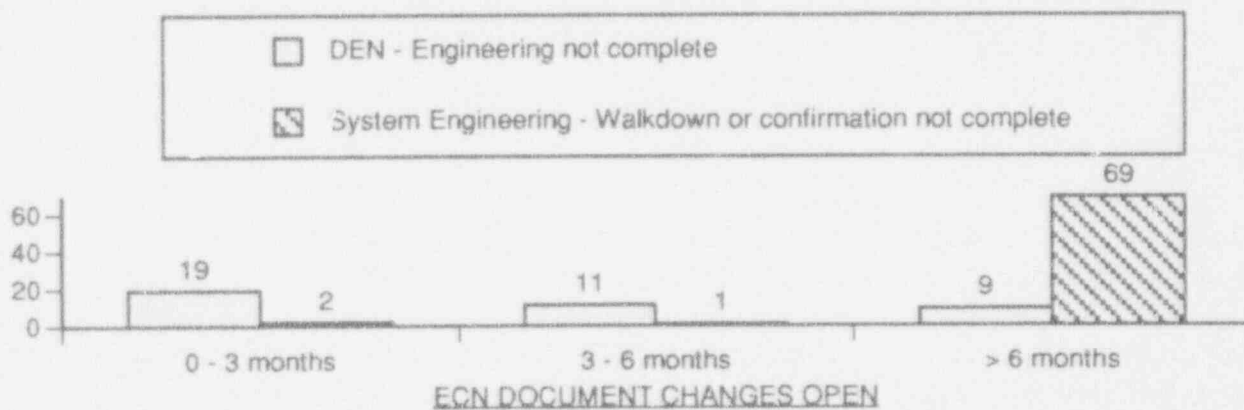 DEN - Engineering not complete
System Engineering - Walkdown or confirmation not complete
69
60
40
19
20
11
9
2
1
0
0 - 3 months 3 - 6 months > 6 months
ECN DOCUMENT CHANGES OPEN